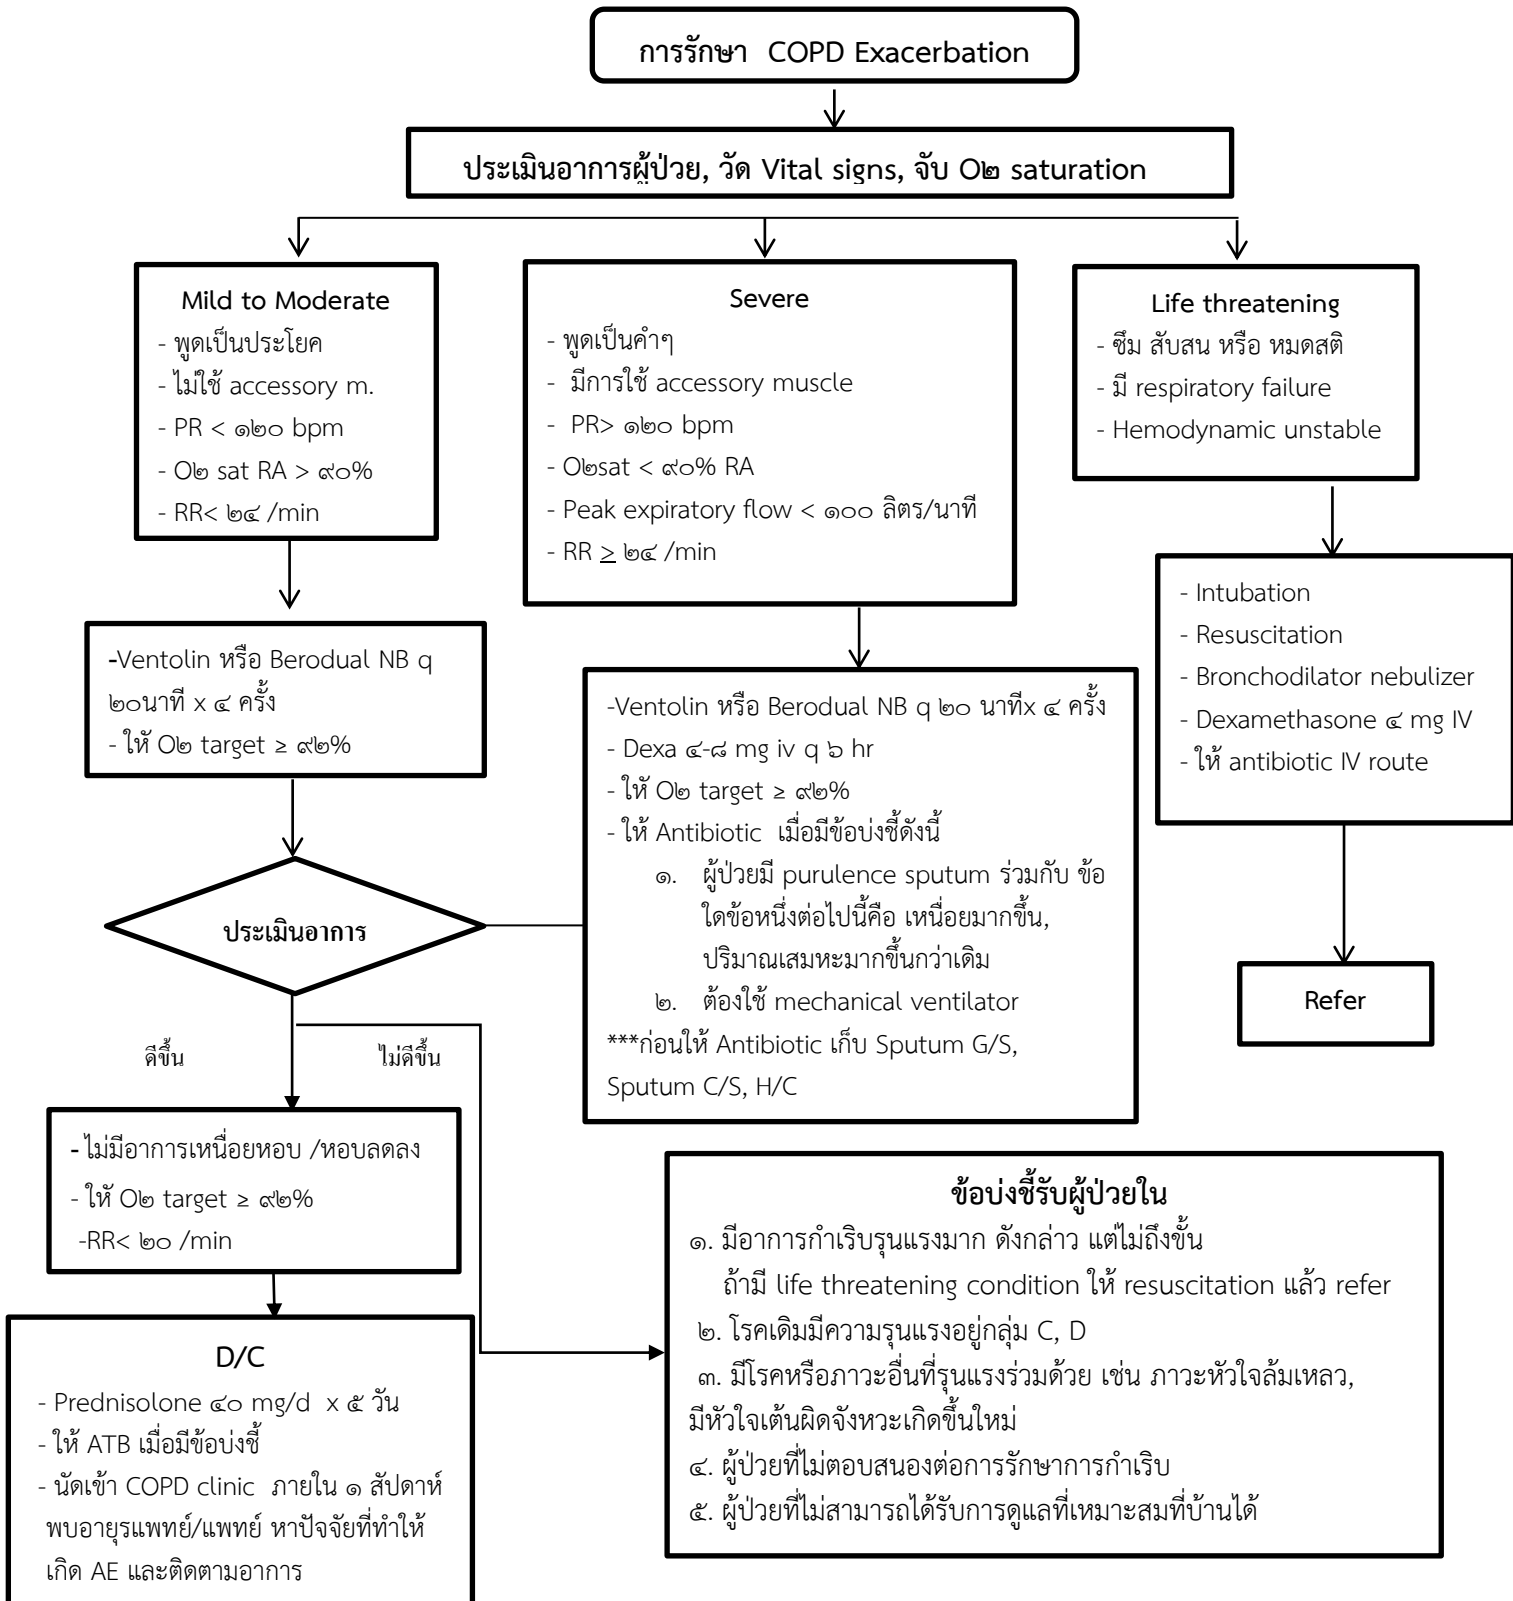 การรักษา COPD Exacerbation
ประเมินอาการผู้ป่วย, วัด Vital signs, จับ O๒ saturation
Mild to Moderate
- พูดเป็นประโยค
- ไม่ใช้ accessory m.
- PR < ๑๒๐ bpm
- O๒ sat RA > ๙๐%
- RR< ๒๔ /min
Severe
- พูดเป็นคำๆ
- มีการใช้ accessory muscle
- PR> ๑๒๐ bpm
- O๒sat < ๙๐% RA
- Peak expiratory flow < ๑๐๐ ลิตร/นาที
- RR ≥ ๒๔ /min
Life threatening
- ซึม สับสน หรือ หมดสติ
- มี respiratory failure
- Hemodynamic unstable
-Ventolin หรือ Berodual NB q
๒๐นาที x ๔ ครั้ง
- ให้ O๒ target ≥ ๙๒%
-Ventolin หรือ Berodual NB q ๒๐ นาทีx ๔ ครั้ง
- Dexa ๔-๘ mg iv q ๖ hr
- ให้ O๒ target ≥ ๙๒%
- ให้ Antibiotic เมื่อมีข้อบ่งชี้ดังนี้
๑. ผู้ป่วยมี purulence sputum ร่วมกับ ข้อ
ใดข้อหนึ่งต่อไปนี้คือ เหนื่อยมากขึ้น,
ปริมาณเสมหะมากขึ้นกว่าเดิม
๒. ต้องใช้ mechanical ventilator
***ก่อนให้ Antibiotic เก็บ Sputum G/S,
Sputum C/S, H/C
- Intubation
- Resuscitation
- Bronchodilator nebulizer
- Dexamethasone ๔ mg IV
- ให้ antibiotic IV route
Refer
ประเมินอาการ
ดีขึ้น
ไม่ดีขึ้น
- ไม่มีอาการเหนื่อยหอบ /หอบลดลง
- ให้ O๒ target ≥ ๙๒%
-RR< ๒๐ /min
D/C
- Prednisolone ๔๐ mg/d x ๕ วัน
- ให้ ATB เมื่อมีข้อบ่งชี้
- นัดเข้า COPD clinic ภายใน ๑ สัปดาห์
พบอายุรแพทย์/แพทย์ หาปัจจัยที่ทำให้
เกิด AE และติดตามอาการ
ข้อบ่งชี้รับผู้ป่วยใน
๑. มีอาการกำเริบรุนแรงมาก ดังกล่าว แต่ไม่ถึงขั้น
ถ้ามี life threatening condition ให้ resuscitation แล้ว refer
๒. โรคเดิมมีความรุนแรงอยู่กลุ่ม C, D
๓. มีโรคหรือภาวะอื่นที่รุนแรงร่วมด้วย เช่น ภาวะหัวใจล้มเหลว,
มีหัวใจเต้นผิดจังหวะเกิดขึ้นใหม่
๔. ผู้ป่วยที่ไม่ตอบสนองต่อการรักษาการกำเริบ
๕. ผู้ป่วยที่ไม่สามารถได้รับการดูแลที่เหมาะสมที่บ้านได้